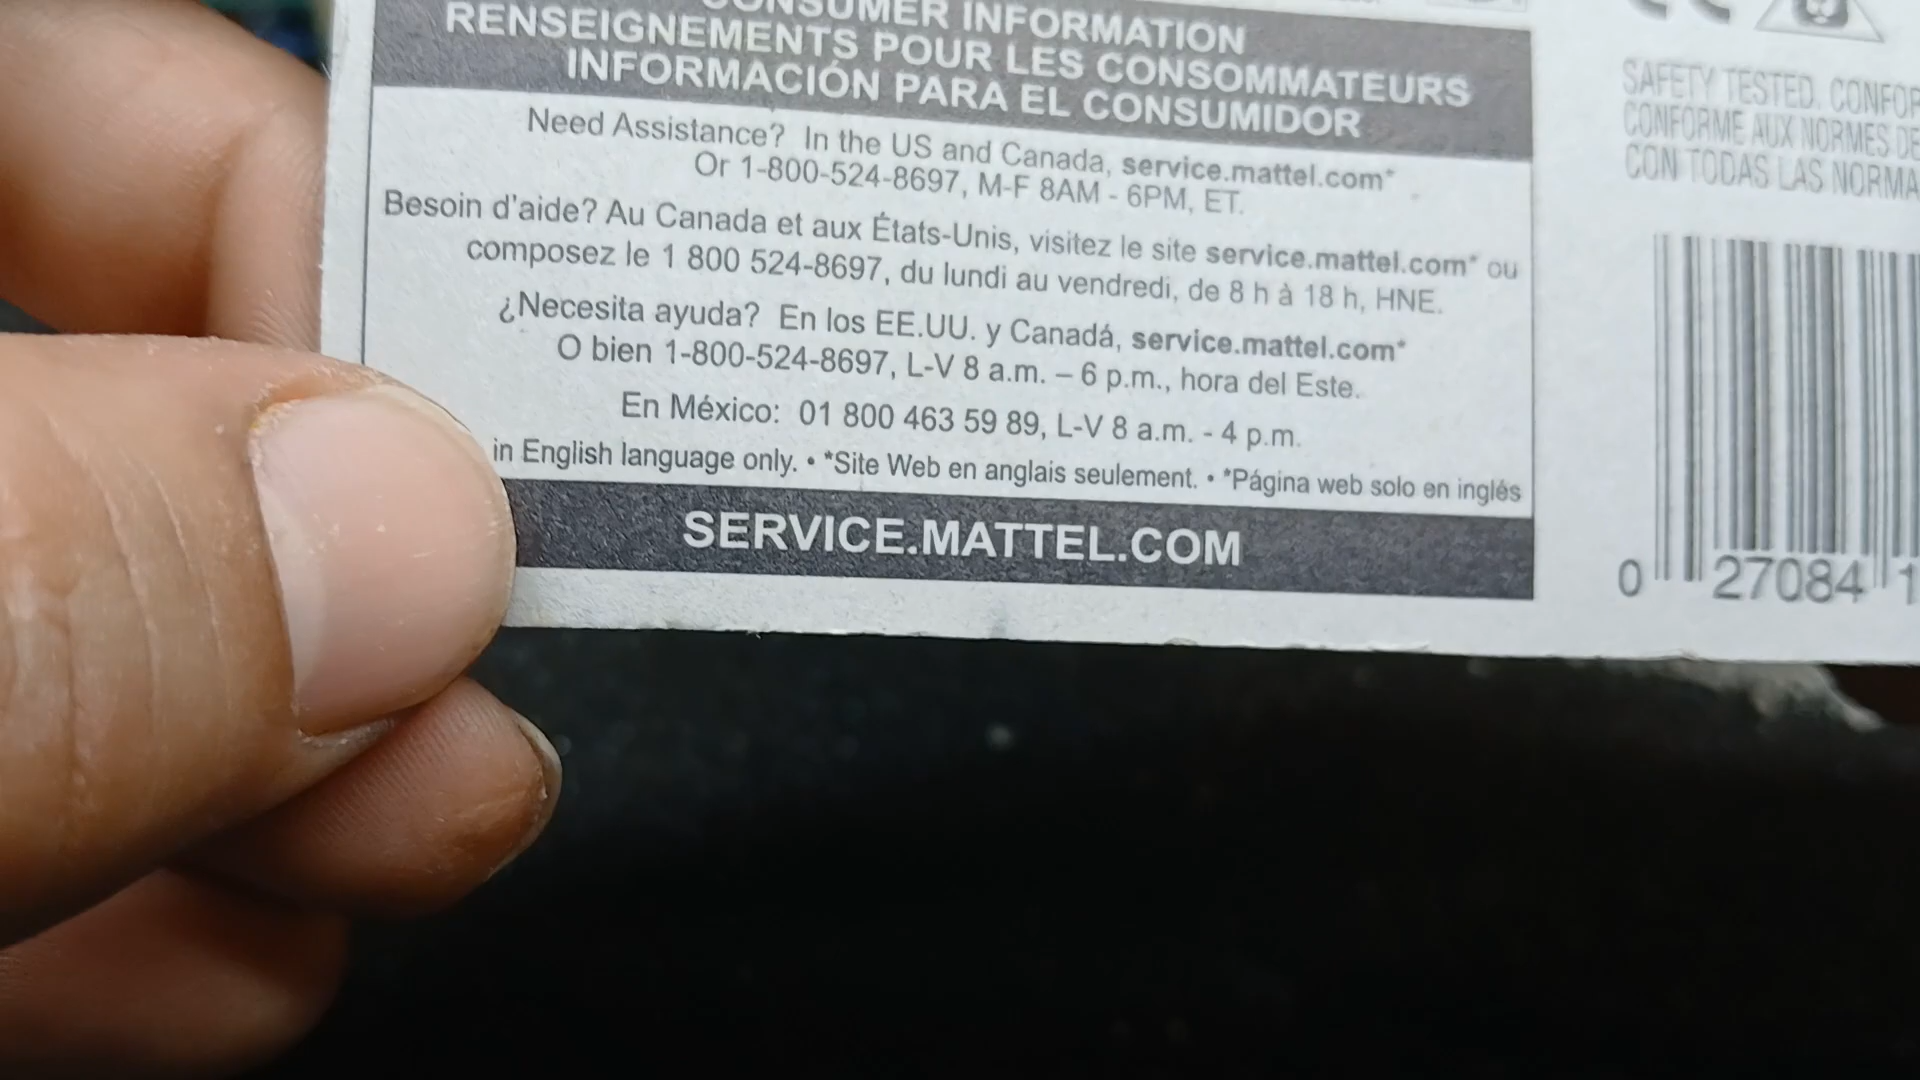 CONSUMER INFORMATION
RENSEIGNEMENTS POUR LES CONSOMMATEURS
INFORMACIÓN PARA EL CONSUMIDOR
Need Assistance? In the US and Canada, service.mattel.com*
Or 1-800-524-8697, M-F 8AM - 6PM, ET.
Besoin d'aide? Au Canada et aux États-Unis, visitez le site service.mattel.com* ou
composez le 1 800 524-8697, du lundi au vendredi, de 8 h à 18 h, HNE.
¿Necesita ayuda? En los EE.UU. y Canadá, service.mattel.com*
O bien 1-800-524-8697, L-V 8 a.m. – 6 p.m., hora del Este.
En México: 01 800 463 59 89, L-V 8 a.m. - 4 p.m.
in English language only. • *Site Web en anglais seulement. • *Página web solo en inglés
SERVICE.MATTEL.COM
SAFETY TESTED.
CONFORME AUX NORMES DE
CON TODAS LAS
0 27084 1